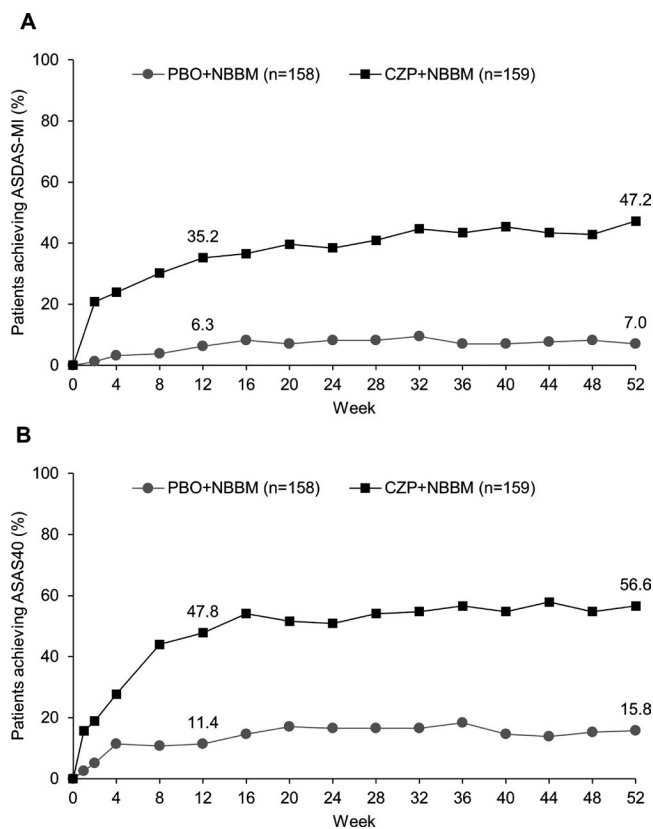 A
100
PBO+NBBM (n=158) CZP+NBBM (n=159)
80
60
47.2
40
35.2
20
6.3 7.0
0
0 4 8 12 16 20 24 28 32 36 40 44 48 52
Week
Patients achieving ASDAS-MI (%)
B
100
PBO+NBBM (n=158) CZP+NBBM (n=159)
80
60
56.6
47.8
40
20
11.4 15.8
0
0 4 8 12 16 20 24 28 32 36 40 44 48 52
Week
Patients achieving ASAS40 (%)